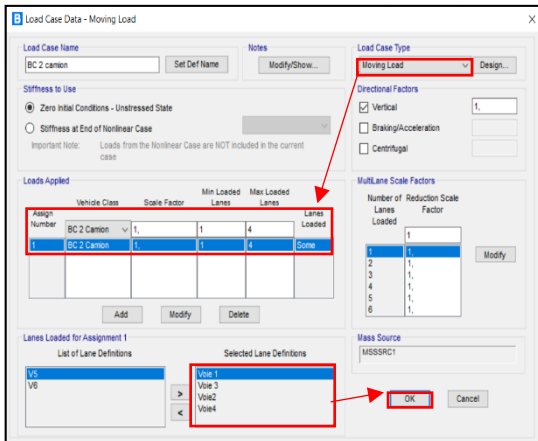 B Load Case Data - Moving Load X
Load Case Name
BC 2 camion
Set Def Name
Notes
Modify/Show...
Load Case Type
Moving Load
Design...
Stiffness to Use
Zero Initial Conditions - Unstressed State
Stiffness at End of Nonlinear Case
Important Note: Loads from the Nonlinear Case are NOT included in the current
case
Directional Factors
Vertical 1,
Braking/Acceleration
Centrifugal
Loads Applied
Assign
Number
Vehicle Class
Scale Factor
Min Loaded
Lanes
Max Loaded
Lanes
Lanes
Loaded
BC 2 Camion 1, 1 4
1 BC 2 Camion 1, 1 4 Some
Add Modify Delete
MultiLane Scale Factors
Number of
Lanes
Loaded
Reduction Scale
Factor
1
1 1,
2 1,
3 1,
4 1,
5 1,
6 1,
Modify
Lanes Loaded for Assignment 1
List of Lane Definitions
V5
V6
>
<
Selected Lane Definitions
Voie 1
Voie 3
Voie2
Voie4
Mass Source
MSSSRC1
OK Cancel